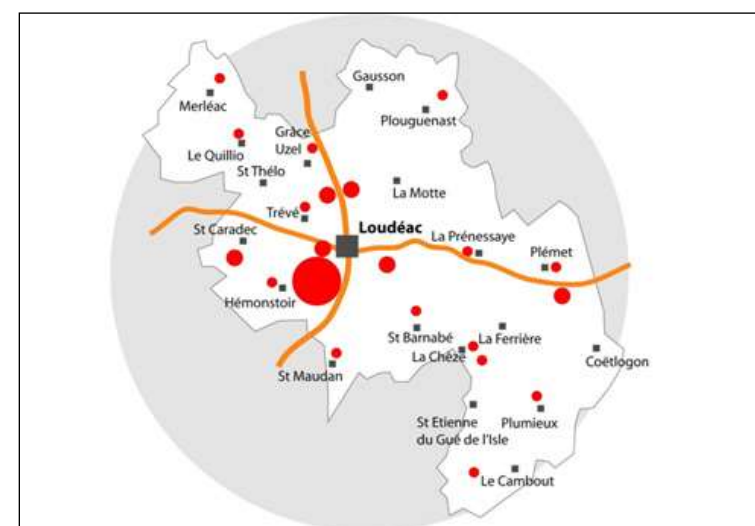 Gausson
Merléac
Plouguenast
Grâce
Uzel
Le Quillio
St Thélo
La Motte
Trévé
St Caradec
Loudéac
La Prénessaye
Plémet
Hémonstoir
St Barnabé
La Ferrière
La Chèze
Coëtlogon
St Maudan
St Etienne
du Gué de l'Isle
Plumieux
Le Cambout